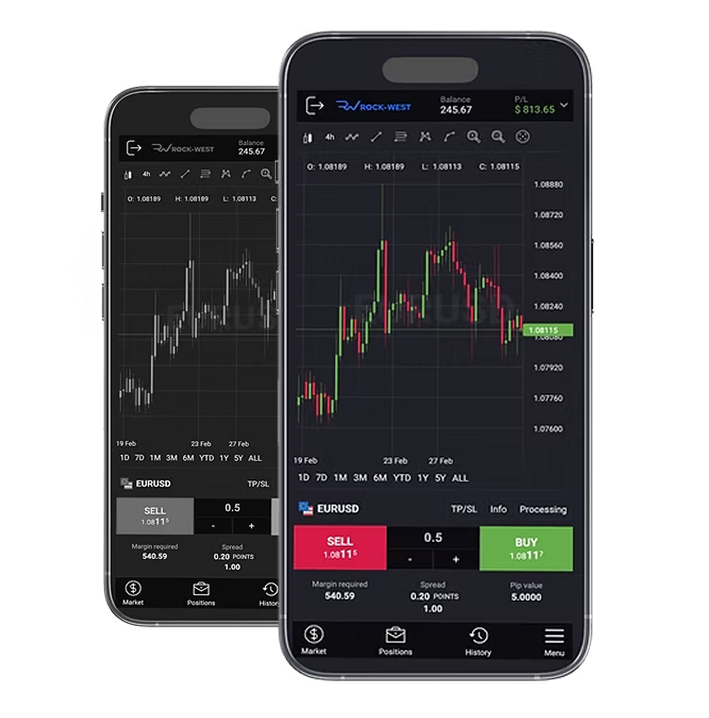 ROCK-WEST
Balance
245.67
4h
O: 1.08189 H: 1.08189 L: 1.08113 C:
EURUSD
19 Feb 23 Feb 27 Feb
1D 7D 1M 3M 6M YTD 1Y 5Y ALL
EURUSD TP/SL
SELL
1.08115
0.5
- +
Margin required
540.59
Spread
0.20 POINTS
1.00
Market Positions Histor
ROCK-WEST
Balance
245.67
P/L
$ 813.65
4h
O: 1.08189 H: 1.08189 L: 1.08113 C: 1.08115
1.08880
1.08720
1.08560
1.08400
1.08240
1.08115
1.08080
1.07920
1.07760
1.07600
EURUSD
19 Feb 23 Feb 27 Feb
1D 7D 1M 3M 6M YTD 1Y 5Y ALL
EURUSD TP/SL Info Processing
SELL
1.08115
0.5
- +
BUY
1.08117
Margin required
540.59
Spread
0.20 POINTS
1.00
Pip value
5.0000
Market Positions History Menu